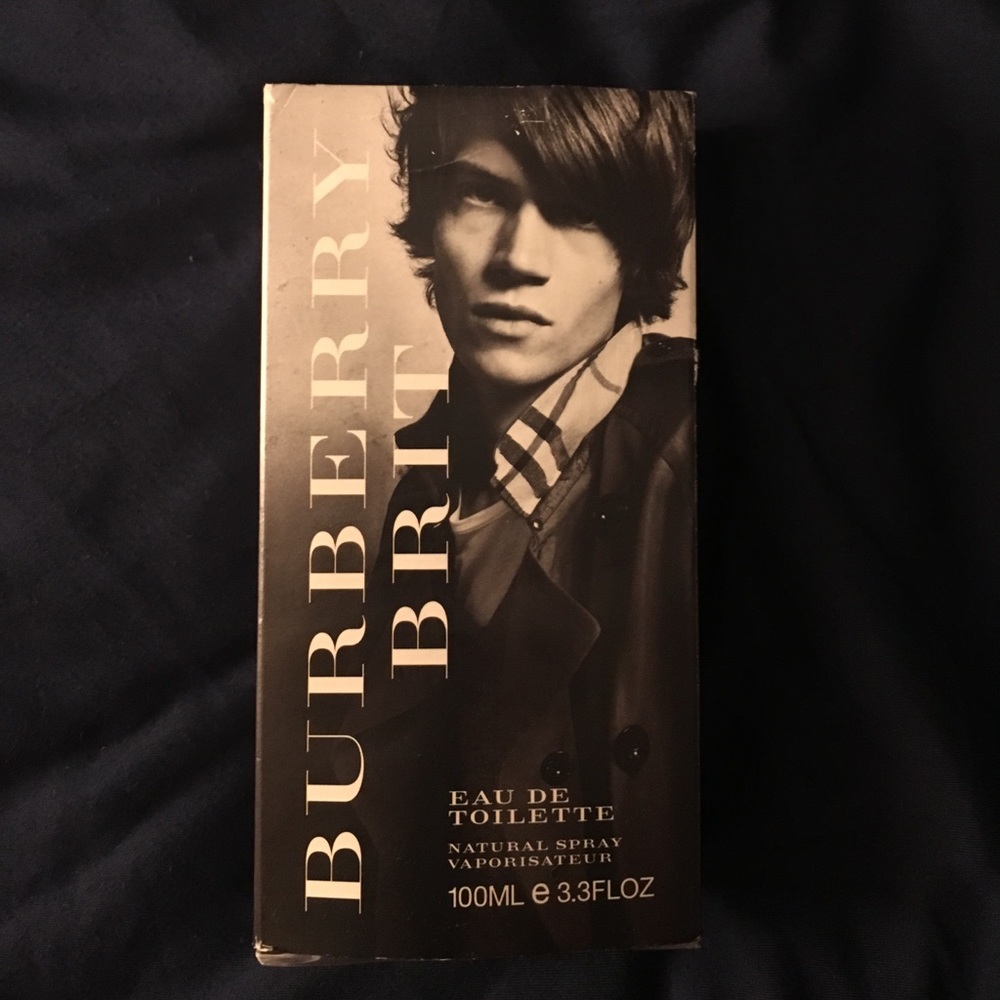 BURBERRY
BRIT
EAU DE
TOILETTE
NATURAL SPRAY
VAPORISATEUR
100ML e 3.3FLOZ